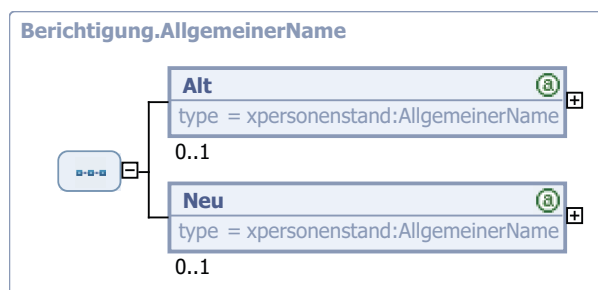 Berichtigung.AllgemeinerName
Alt
type = xpersonenstand:AllgemeinerName
0..1
Neu
type = xpersonenstand:AllgemeinerName
0..1